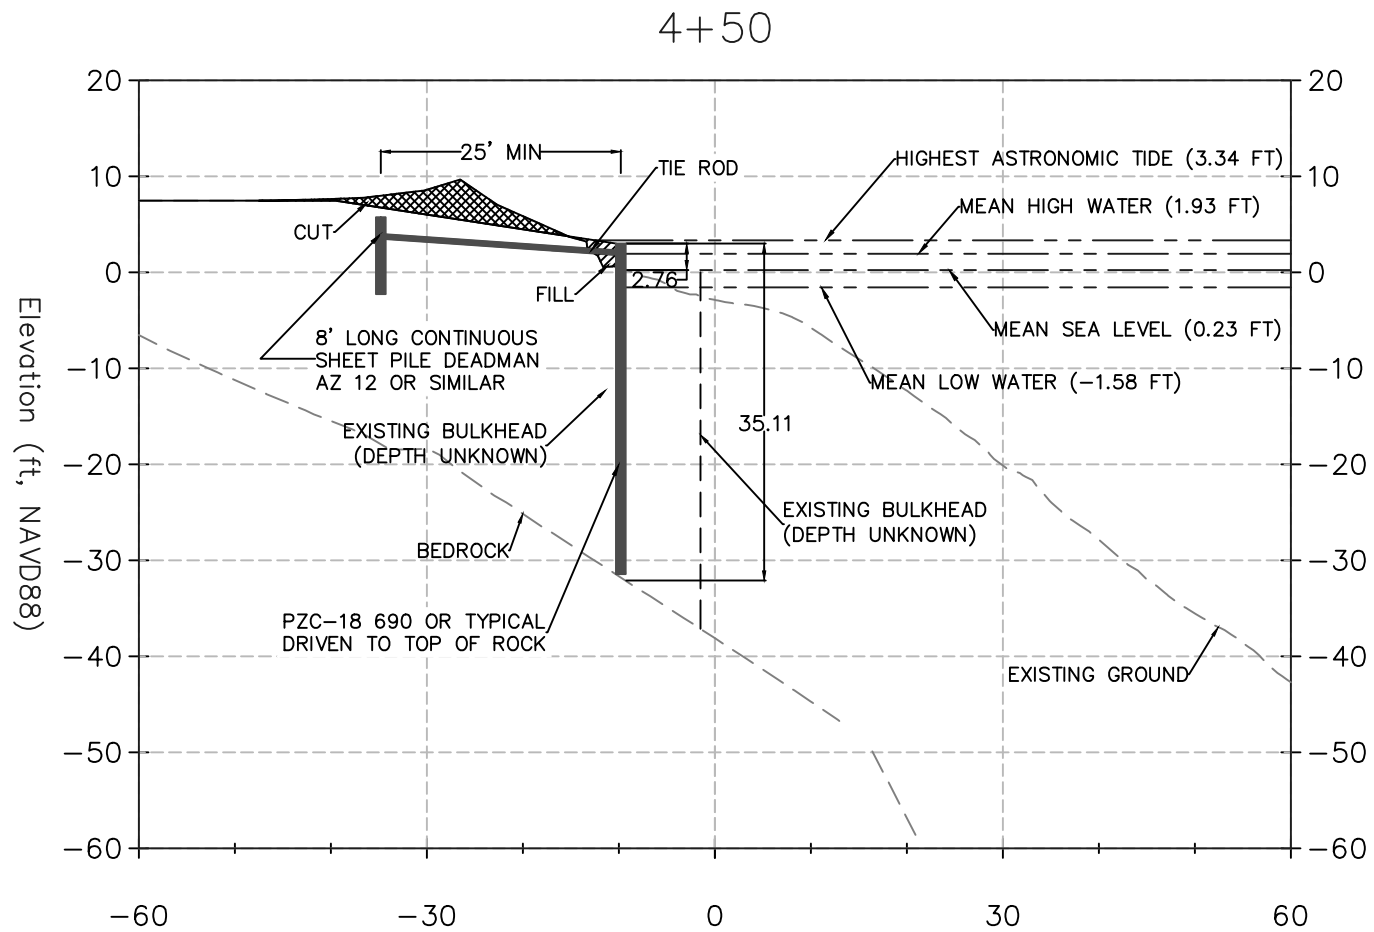 4+50
20
10
0
-10
-20
-30
-40
-50
-60
20
10
0
-10
-20
-30
-40
-50
-60
-60
-30
0
30
60
Elevation (ft, NAVD88)
25' MIN
TIE ROD
HIGHEST ASTRONOMIC TIDE (3.34 FT)
MEAN HIGH WATER (1.93 FT)
CUT
FILL
2.76
MEAN SEA LEVEL (0.23 FT)
8' LONG CONTINUOUS
SHEET PILE DEADMAN
AZ 12 OR SIMILAR
MEAN LOW WATER (-1.58 FT)
35.11
EXISTING BULKHEAD
(DEPTH UNKNOWN)
EXISTING BULKHEAD
(DEPTH UNKNOWN)
BEDROCK
PZC-18 690 OR TYPICAL
DRIVEN TO TOP OF ROCK
EXISTING GROUND